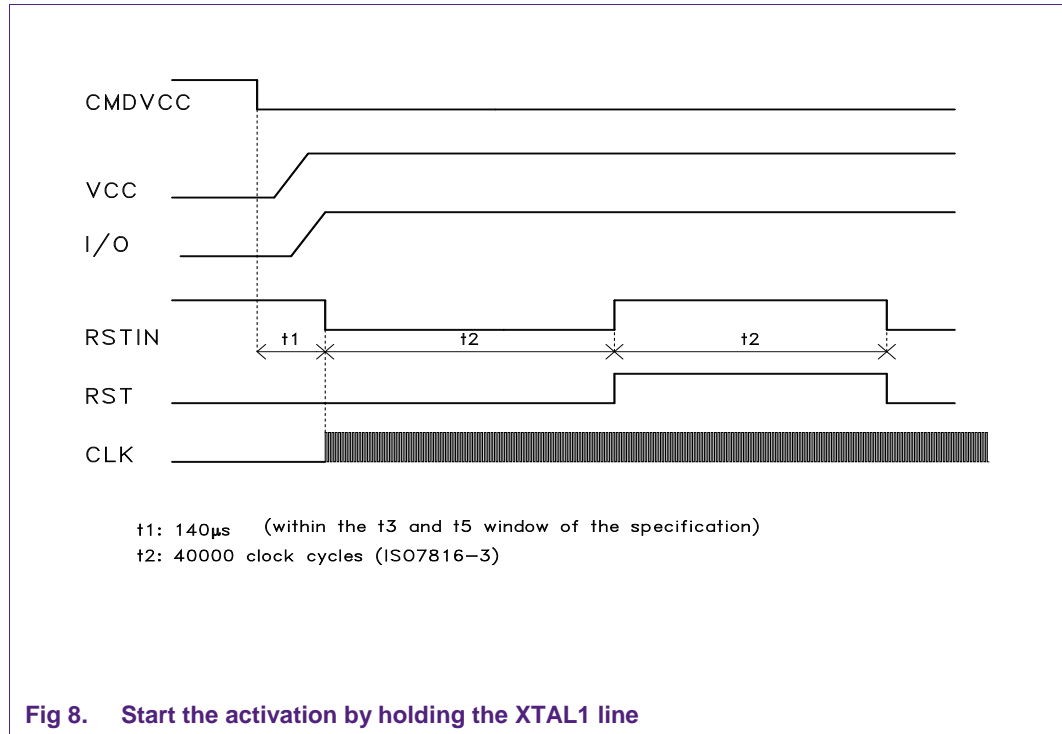 CMDVCC
VCC
I/O
RSTIN
t1
t2
t2
RST
CLK
t1: 140µs (within the t3 and t5 window of the specification)
t2: 40000 clock cycles (ISO7816-3)
Fig 8. Start the activation by holding the XTAL1 line